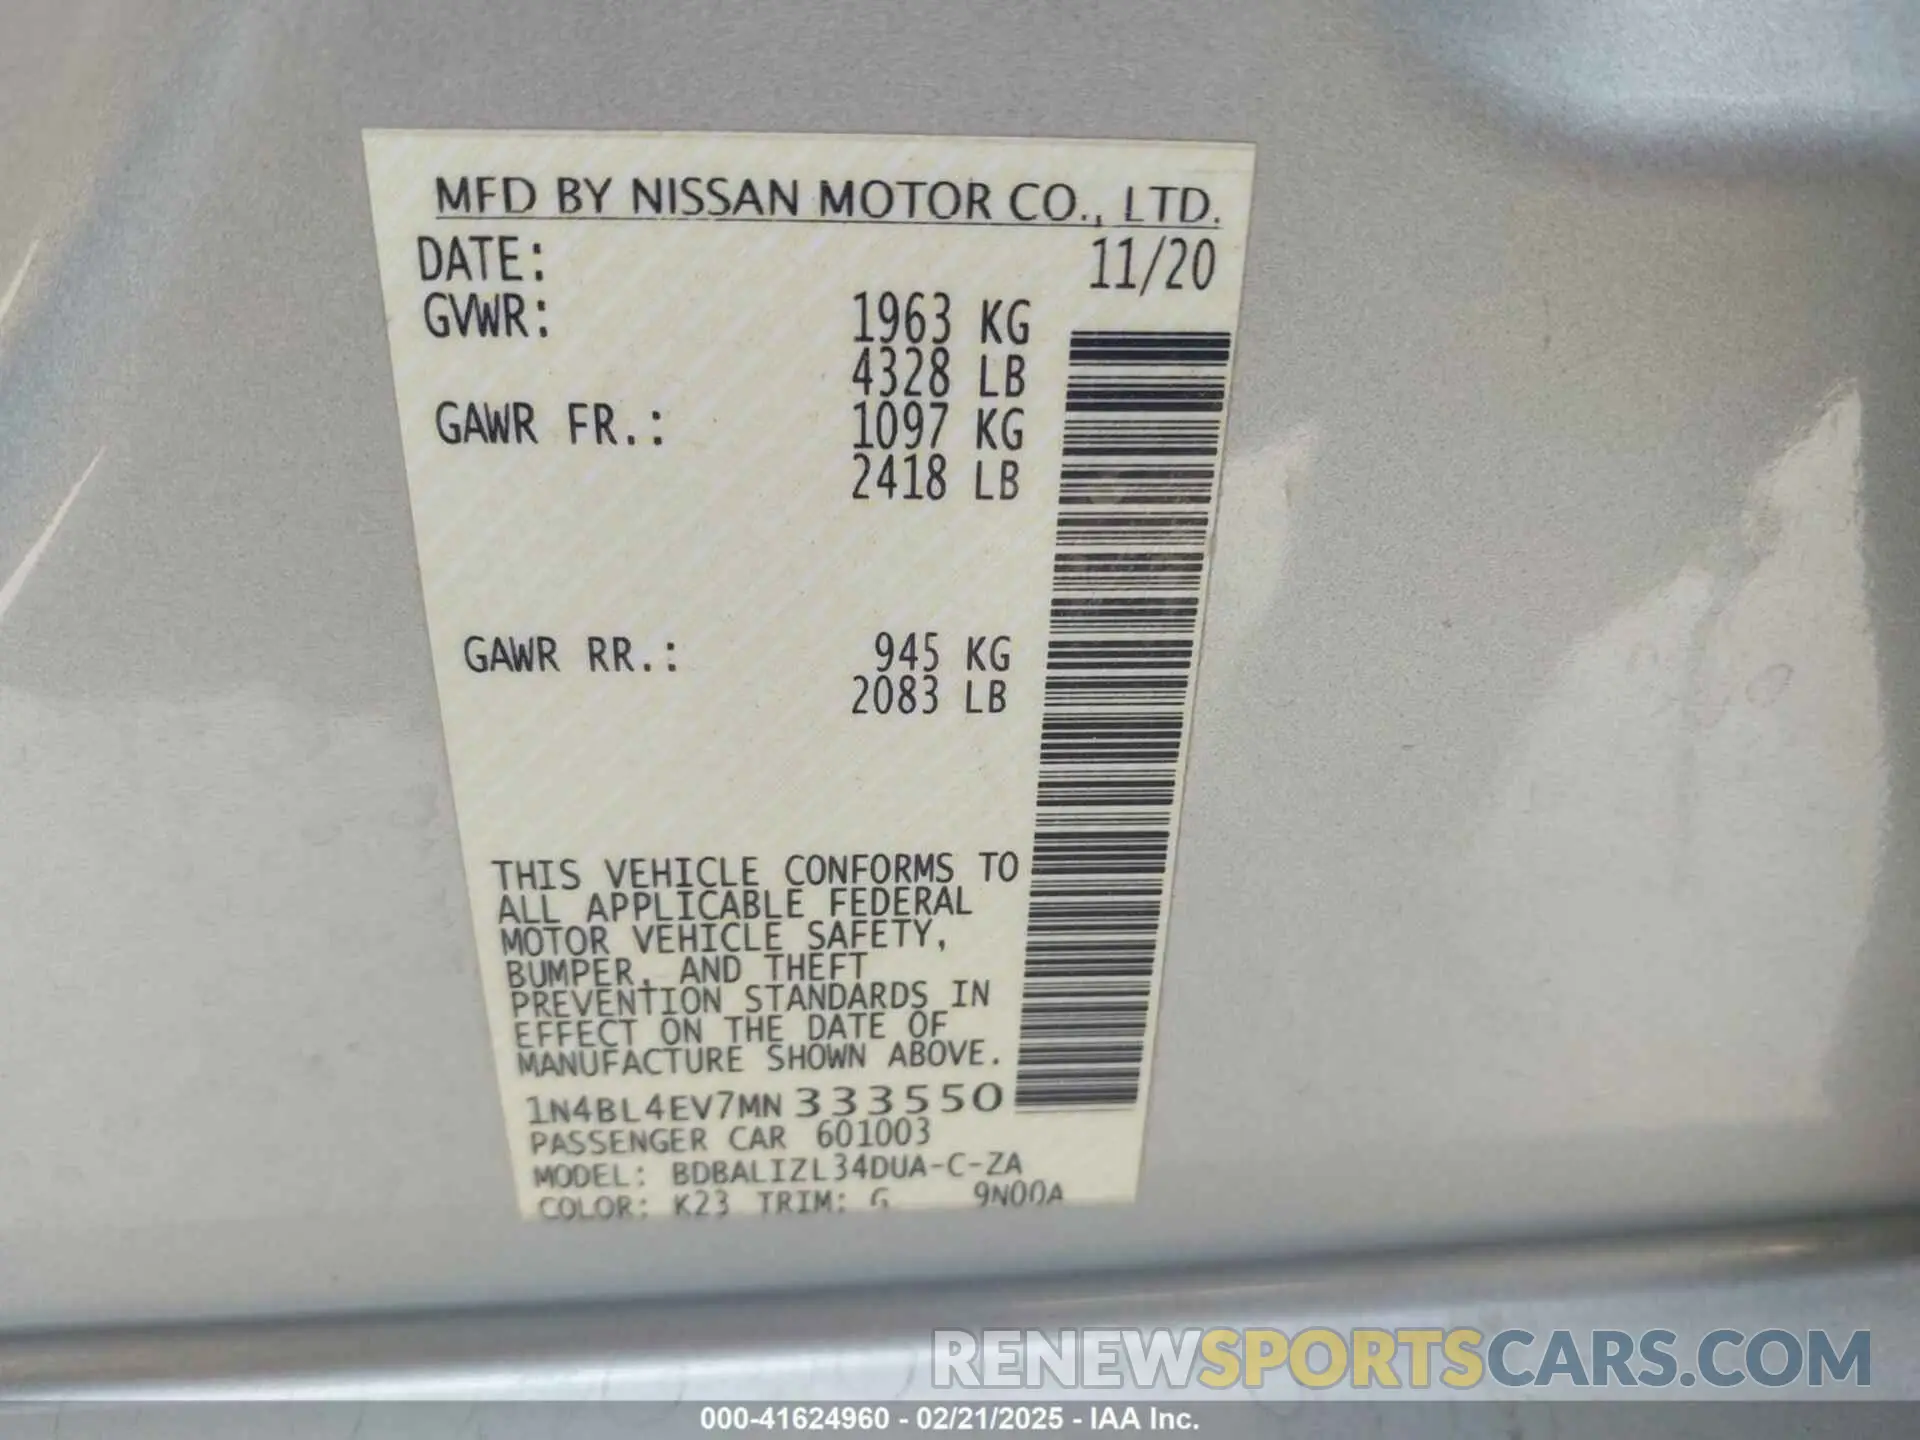 MFD BY NISSAN MOTOR CO., LTD.
DATE: 11/20
GVWR: 1963 KG
4328 LB
GAWR FR.: 1097 KG
2418 LB
GAWR RR.: 945 KG
2083 LB
THIS VEHICLE CONFORMS TO
ALL APPLICABLE FEDERAL
MOTOR VEHICLE SAFETY,
BUMPER, AND THEFT
PREVENTION STANDARDS IN
EFFECT ON THE DATE OF
MANUFACTURE SHOWN ABOVE.
1N4BL4EV7MN333550
PASSENGER CAR 601003
MODEL: BDBALIZL34DUA-C-ZA
COLOR: K23 TRIM: G 9N00A
RENEWSPORTSCARS.COM
000-41624960 - 02/21/2025 - IAA Inc.